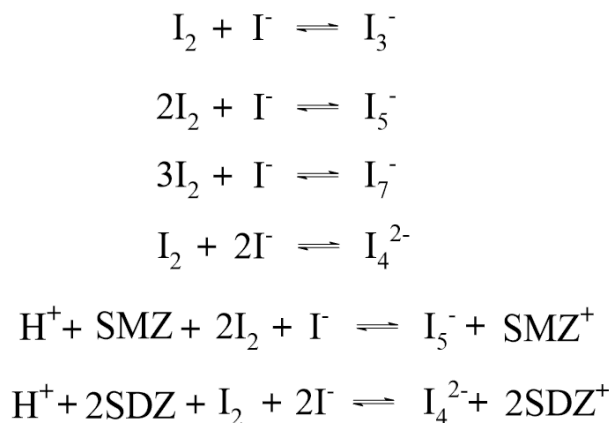 I₂ + I⁻ ⇌ I₃⁻
2I₂ + I⁻ ⇌ I₅⁻
3I₂ + I⁻ ⇌ I₇⁻
I₂ + 2I⁻ ⇌ I₄²⁻
H⁺+ SMZ + 2I₂ + I⁻ ⇌ I₅⁻ + SMZ⁺
H⁺+ 2SDZ + I₂ + 2I⁻ ⇌ I₄²⁻+ 2SDZ⁺